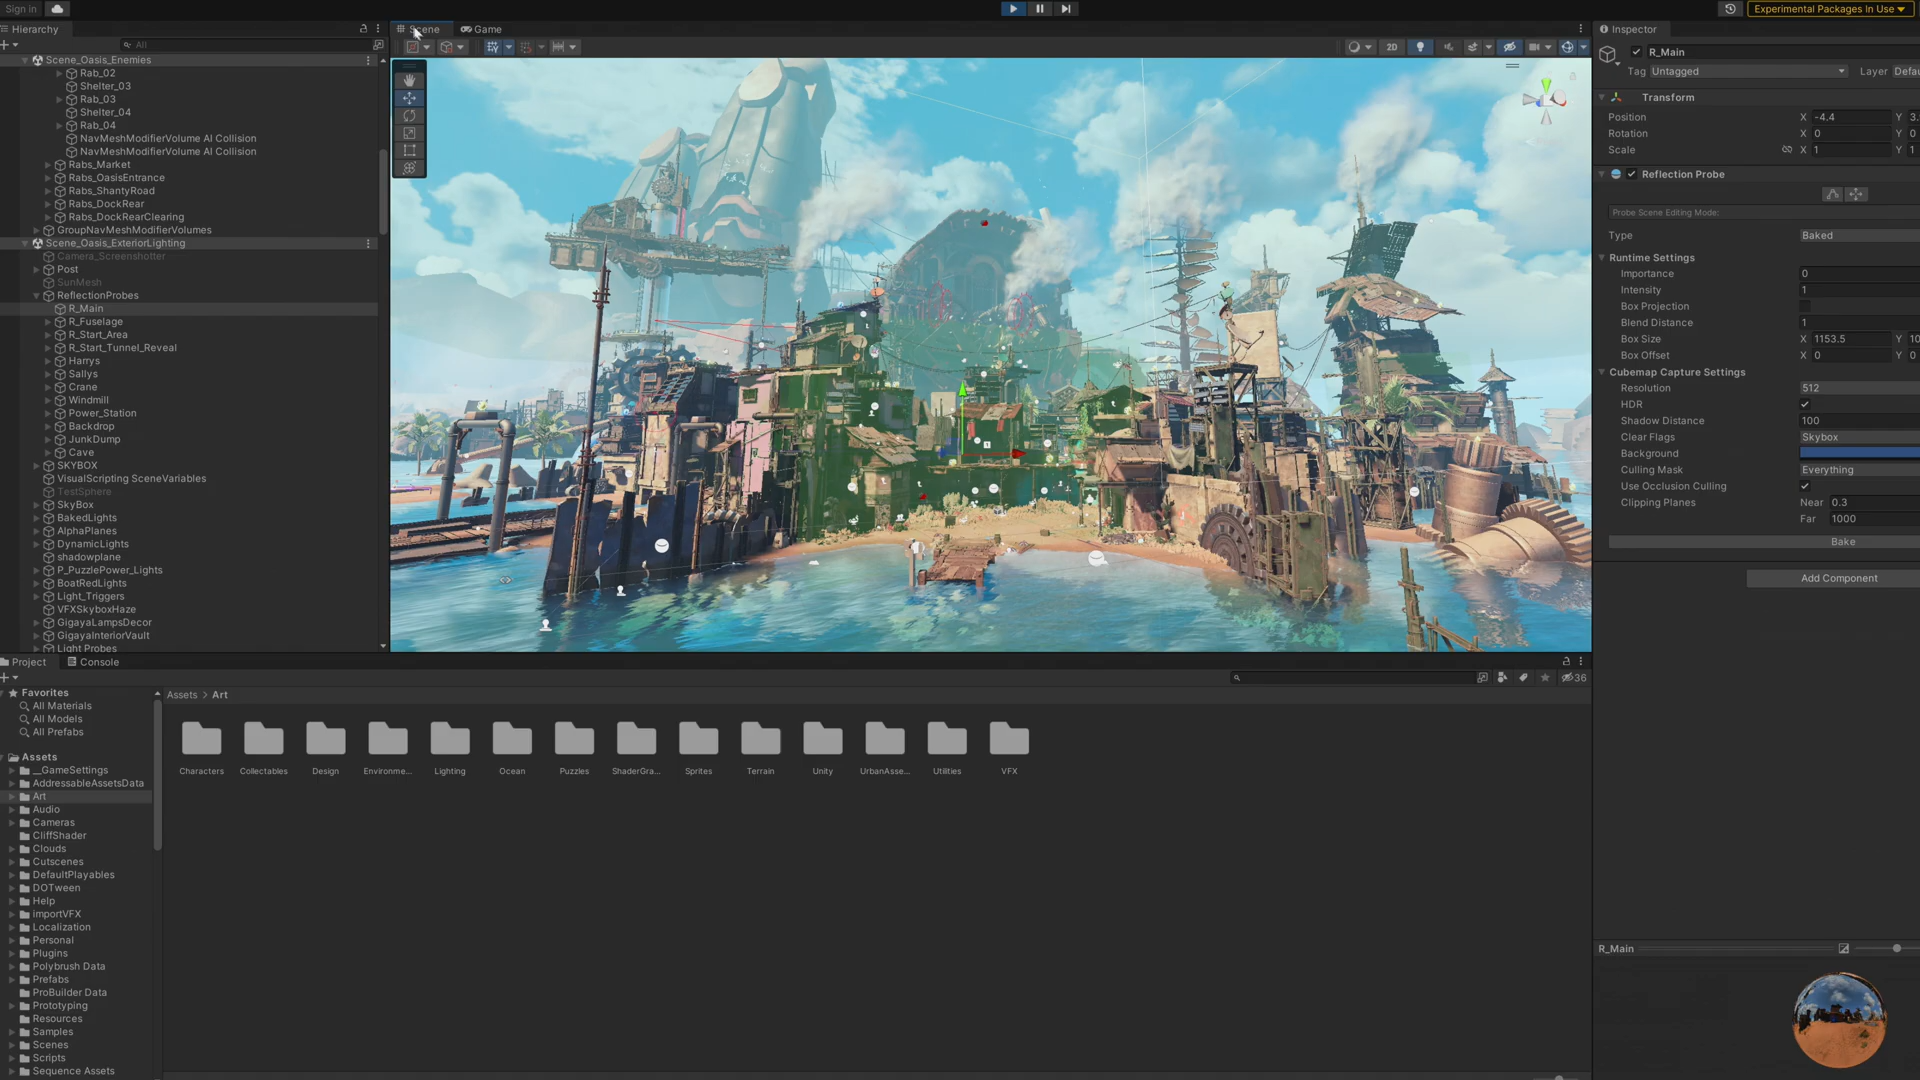 Sign in
Experimental Packages In Use
Hierarchy
All
Scene_Oasis_Enemies
Rab_02
Shelter_03
Rab_03
Shelter_04
Rab_04
NavMeshModifierVolume AI Collision
NavMeshModifierVolume AI Collision
Rabs_Market
Rabs_OasisEntrance
Rabs_ShantyRoad
Rabs_DockRear
Rabs_DockRearClearing
GroupNavMeshModifierVolumes
Scene_Oasis_ExteriorLighting
Camera_Screenshotter
Post
SunMesh
ReflectionProbes
R_Main
R_Fuselage
R_Start_Area
R_Start_Tunnel_Reveal
Harrys
Sallys
Crane
Windmill
Power_Station
Backdrop
JunkDump
Cave
SKYBOX
VisualScripting SceneVariables
TestSphere
SkyBox
BakedLights
AlphaPlanes
DynamicLights
shadowplane
P_PuzzlePower_Lights
BoatRedLights
Light_Triggers
VFXSkyboxHaze
GigayaLampsDecor
GigayaInteriorVault
Light Probes
Scene
Game
2D
Inspector
R_Main
Tag Untagged
Layer Defau
Transform
Position X -4.4 Y 3.
Rotation X 0 Y 0
Scale X 1 Y 1
Reflection Probe
Probe Scene Editing Mode:
Type Baked
Runtime Settings
Importance 0
Intensity 1
Box Projection
Blend Distance 1
Box Size X 1153.5 Y 10
Box Offset X 0 Y 0
Cubemap Capture Settings
Resolution 512
HDR
Shadow Distance 100
Clear Flags Skybox
Background
Culling Mask Everything
Use Occlusion Culling
Clipping Planes Near 0.3
Far 1000
Bake
Add Component
R_Main
Project
Console
36
Favorites
All Materials
All Models
All Prefabs
Assets
__GameSettings
AddressableAssetsData
Art
Audio
Cameras
CliffShader
Clouds
Cutscenes
DefaultPlayables
DOTween
Help
importVFX
Localization
Personal
Plugins
Polybrush Data
Prefabs
ProBuilder Data
Prototyping
Resources
Samples
Scenes
Scripts
Sequence Assets
Assets > Art
Characters
Collectables
Design
Environme...
Lighting
Ocean
Puzzles
ShaderGra...
Sprites
Terrain
Unity
UrbanAsse...
Utilities
VFX